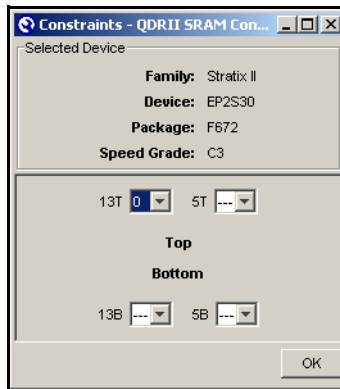 Constraints - QDRII SRAM Con...
Selected Device
Family: Stratix II
Device: EP2S30
Package: F672
Speed Grade: C3
13T 0 5T ---
Top
Bottom
13B --- 5B ---
OK